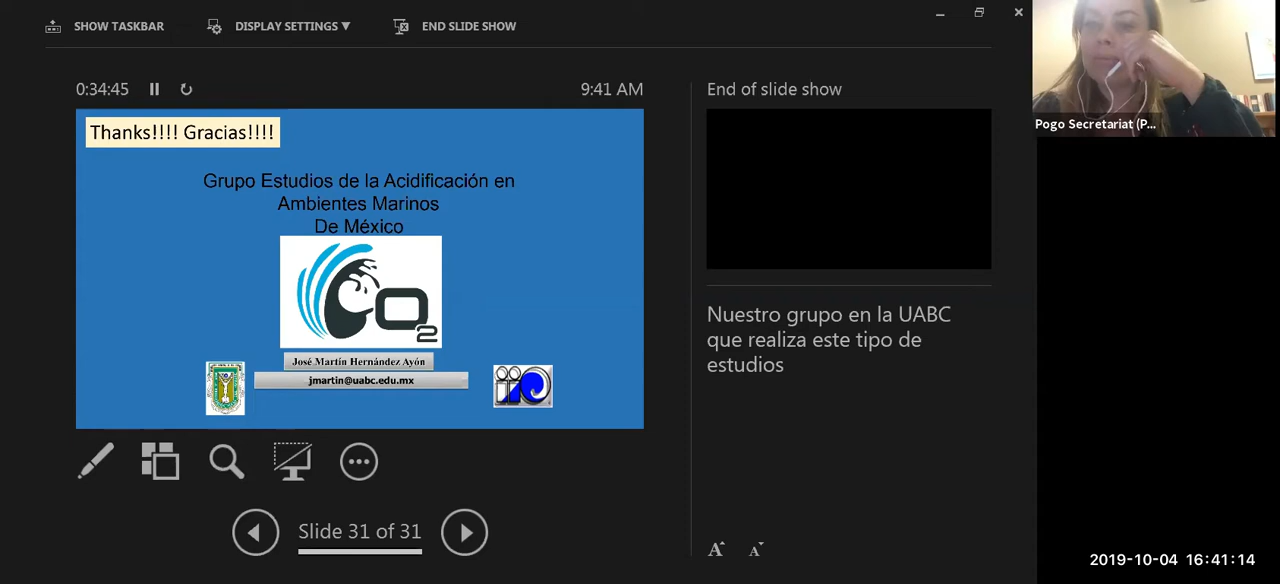 SHOW TASKBAR
DISPLAY SETTINGS ▼
END SLIDE SHOW
0:34:45
9:41 AM
Thanks!!!! Gracias!!!!
Grupo Estudios de la Acidificación en
Ambientes Marinos
De México
CO2
José Martín Hernández Ayón
jmartin@uabc.edu.mx
iio
Slide 31 of 31
End of slide show
Nuestro grupo en la UABC
que realiza este tipo de
estudios
A A
Pogo Secretariat (P...
2019-10-04 16:41:14